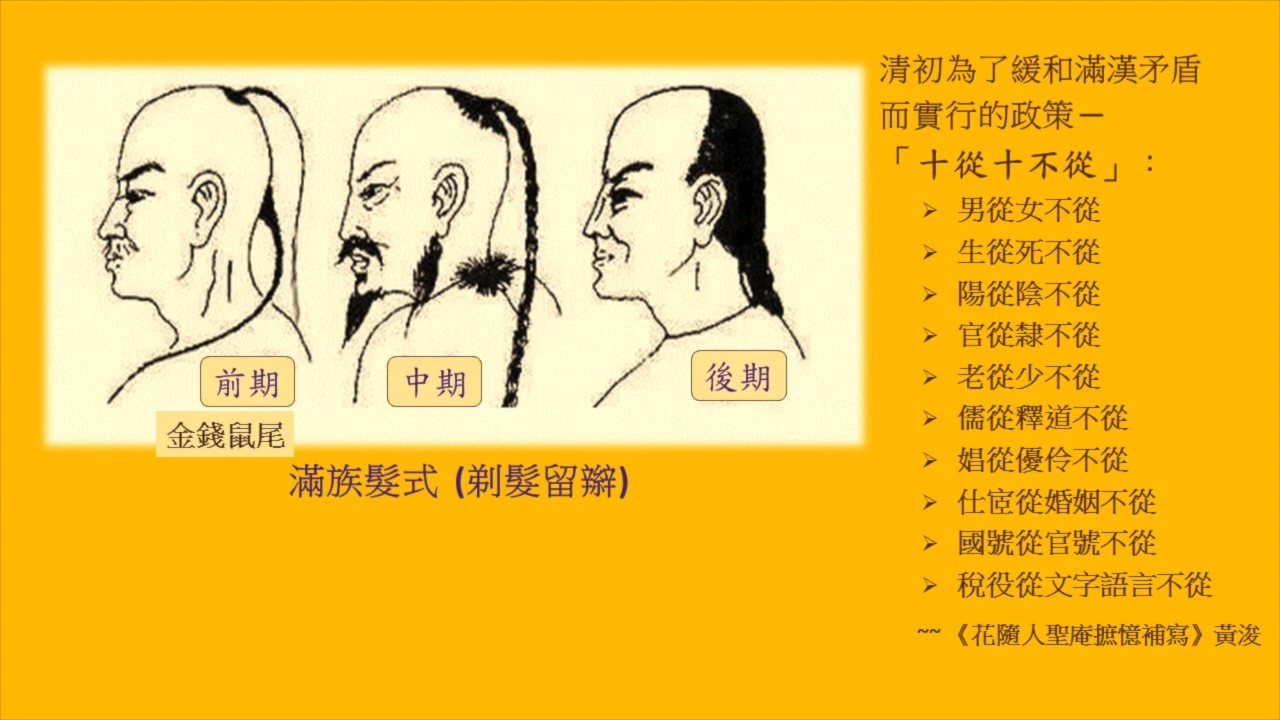 前期
中期
後期
金錢鼠尾
滿族髮式 (剃髮留辮)
清初為了緩和滿漢矛盾
而實行的政策－
「十從十不從」：
➢ 男從女不從
➢ 生從死不從
➢ 陽從陰不從
➢ 官從隸不從
➢ 老從少不從
➢ 儒從釋道不從
➢ 娼從優伶不從
➢ 仕宦從婚姻不從
➢ 國號從官號不從
➢ 稅役從文字語言不從
~~《花隨人聖庵摭憶補寫》黃浚